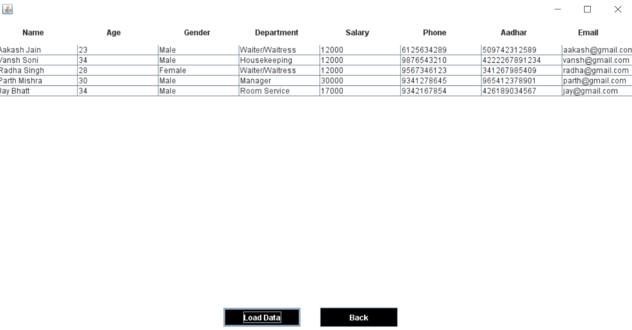 Name Age Gender Department Salary Phone Aadhar Email
Aakash Jain 23 Male Waiter/Waitress 12000 6125634289 509742312589 aakash@gmail.com
Vansh Soni 34 Male Housekeeping 12000 9876543210 4222267891234 vansh@gmail.com
Radha Singh 28 Female Waiter/Waitress 12000 9567346123 341267985409 radha@gmail.com
Parth Mishra 30 Male Manager 30000 9341278645 965412378901 parth@gmail.com
Jay Bhatt 34 Male Room Service 17000 9342167854 426189034567 jay@gmail.com
Load Data Back